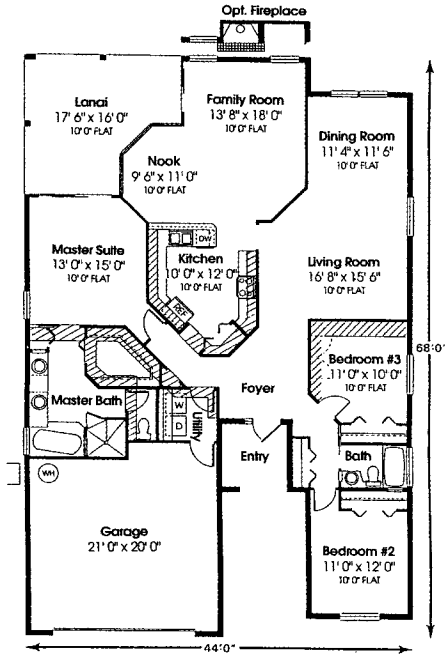 Opt. Fireplace
Lanai
17' 6" x 16' 0"
10' 0" FLAT
Family Room
13' 8" x 18' 0"
10' 0" FLAT
Dining Room
11' 4" x 11' 6"
10' 0" FLAT
Nook
9' 6" x 11' 0"
10' 0" FLAT
Master Suite
13' 0" x 15' 0"
10' 0" FLAT
DW
Kitchen
10' 0" x 12' 0"
10' 0" FLAT
REF
Living Room
16' 8" x 15' 6"
10' 0" FLAT
68'0"
Bedroom #3
11' 0" x 10' 0"
10' 0" FLAT
Master Bath
Foyer
W
D
Utility
Entry
Bath
WH
Garage
21' 0" x 20' 0"
Bedroom #2
11' 0" x 12' 0"
10' 0" FLAT
44'0"